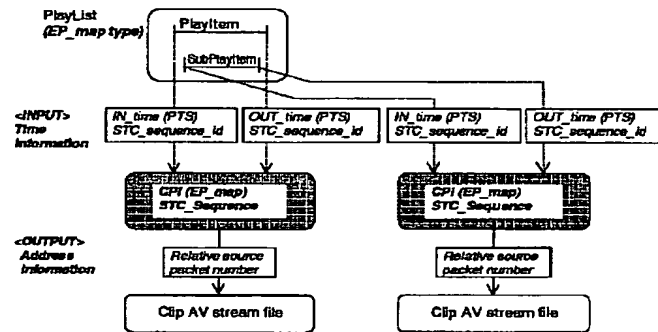 PlayList
(EP_map type)
PlayItem
SubPlayItem
<INPUT>
Time
Information
IN_time (PTS)
STC_sequence_id
OUT_time (PTS)
STC_sequence_id
IN_time (PTS)
STC_sequence_id
OUT_time (PTS)
STC_sequence_id
CPI (EP_map)
STC_Sequence
CPI (EP_map)
STC_Sequence
<OUTPUT>
Address
Information
Relative source
packet number
Relative source
packet number
Clip AV stream file
Clip AV stream file